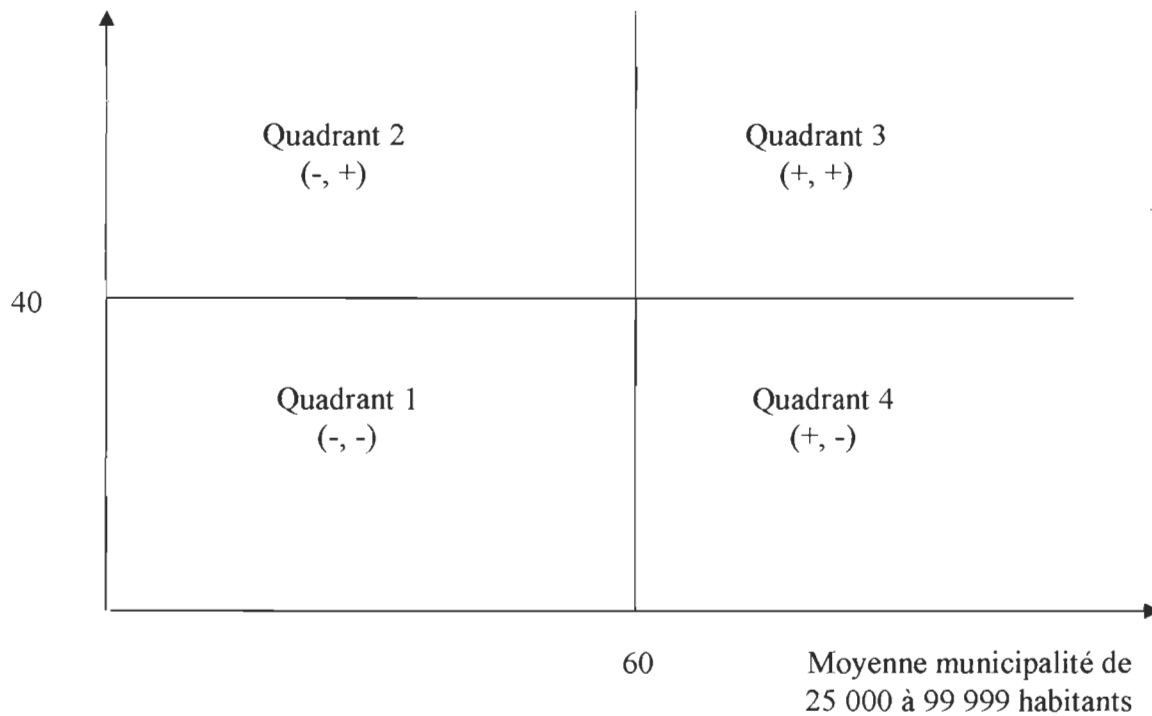 Quadrant 2
(-, +)
Quadrant 3
(+, +)
40
Quadrant 1
(-, -)
Quadrant 4
(+, -)
60
Moyenne municipalité de
25 000 à 99 999 habitants